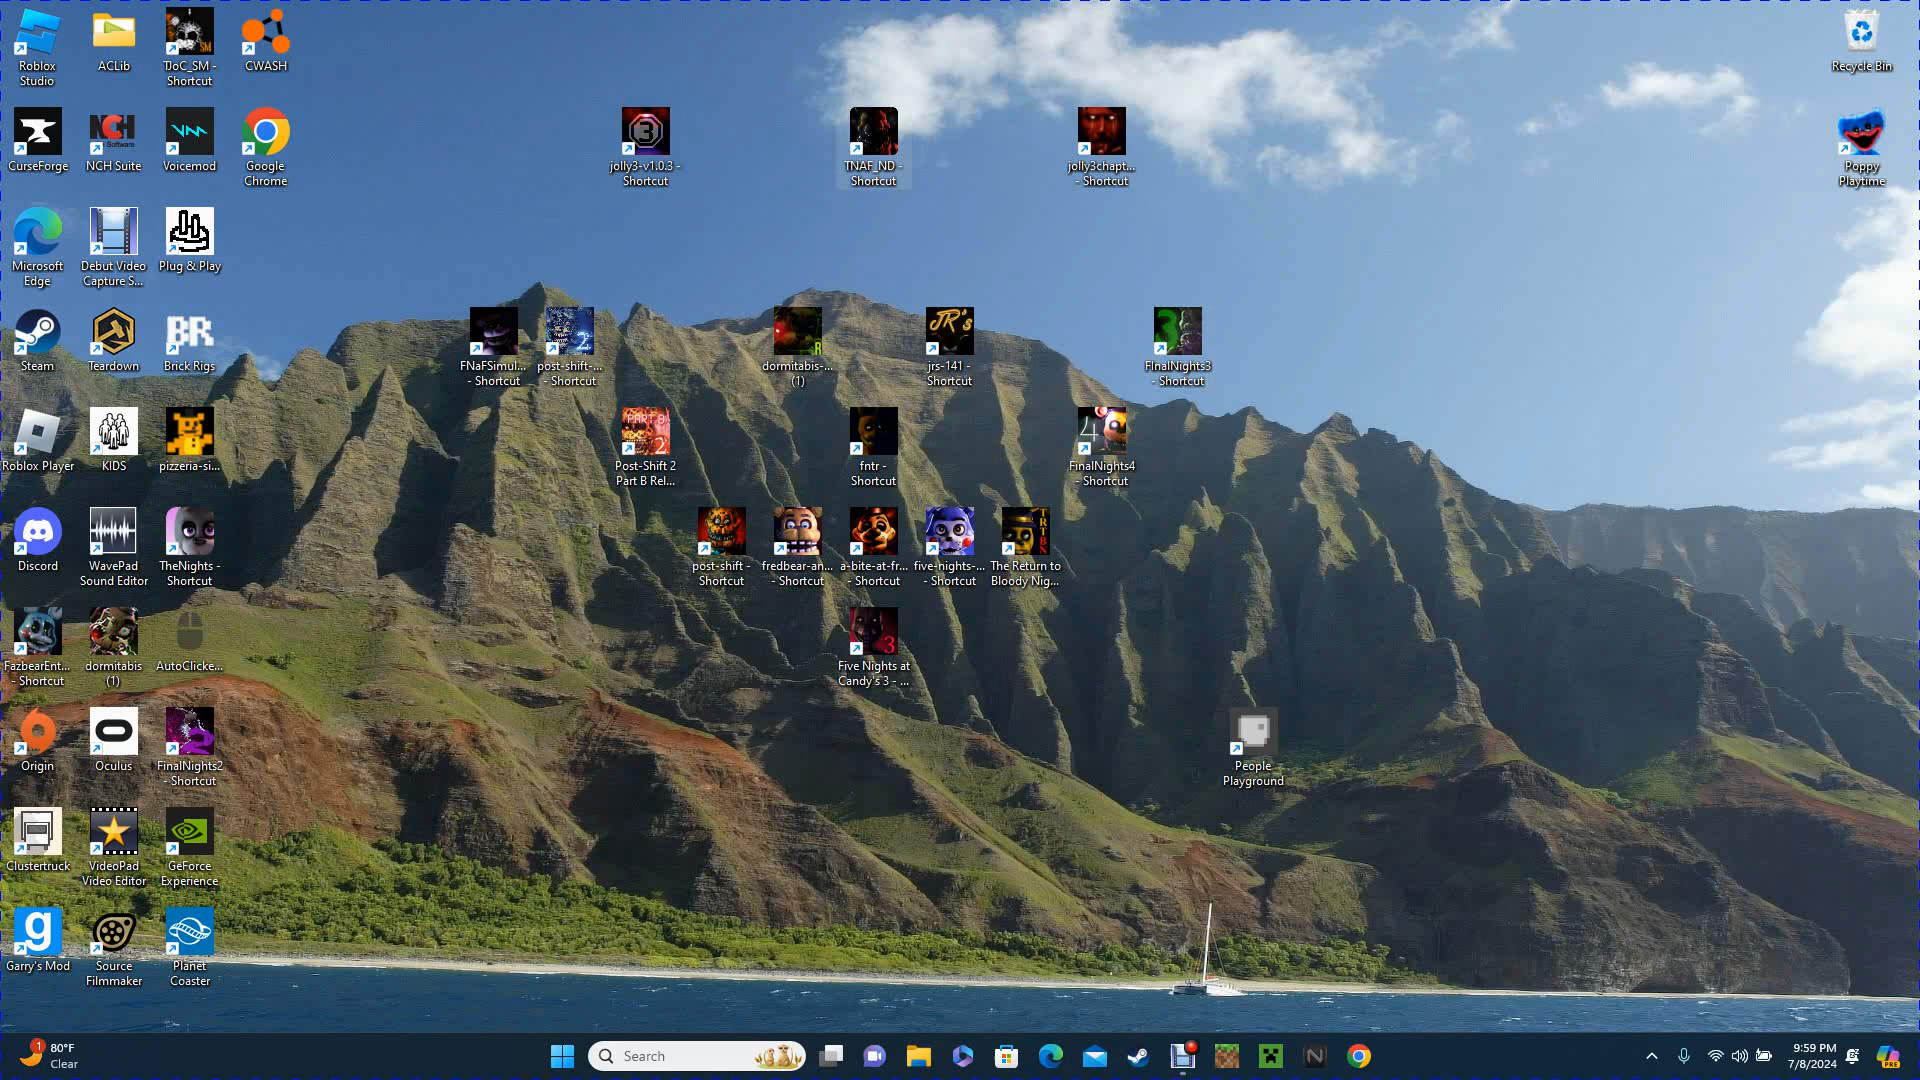 Roblox
Studio
ACLib
TJoC_SM -
Shortcut
CWASH
Recycle Bin
CurseForge
NCH Suite
Voicemod
Google
Chrome
jolly3-v1.0.3 -
Shortcut
TNAF_ND -
Shortcut
jolly3chapt...
- Shortcut
Poppy
Playtime
Microsoft
Edge
Debut Video
Capture S...
Plug & Play
Steam
Teardown
BR
Brick Rigs
FNaFSimul...
- Shortcut
post-shift-...
- Shortcut
dormitabis-...
(1)
JR's
jrs-141 -
Shortcut
FInalNights3
- Shortcut
Roblox Player
KIDS
pizzeria-si...
Post-Shift 2
Part B Rel...
fntr -
Shortcut
FinalNights4
- Shortcut
Discord
WavePad
Sound Editor
TheNights -
Shortcut
post-shift -
Shortcut
fredbear-an...
- Shortcut
a-bite-at-fr...
- Shortcut
five-nights-...
- Shortcut
The Return to
Bloody Nig...
FazbearEnt...
- Shortcut
dormitabis
(1)
AutoClicke...
Five Nights at
Candy's 3 - ...
Origin
Oculus
FinalNights2
- Shortcut
People
Playground
Clustertruck
VideoPad
Video Editor
GeForce
Experience
Garry's Mod
Source
Filmmaker
Planet
Coaster
1
80°F
Clear
Search
9:59 PM
7/8/2024
PRE